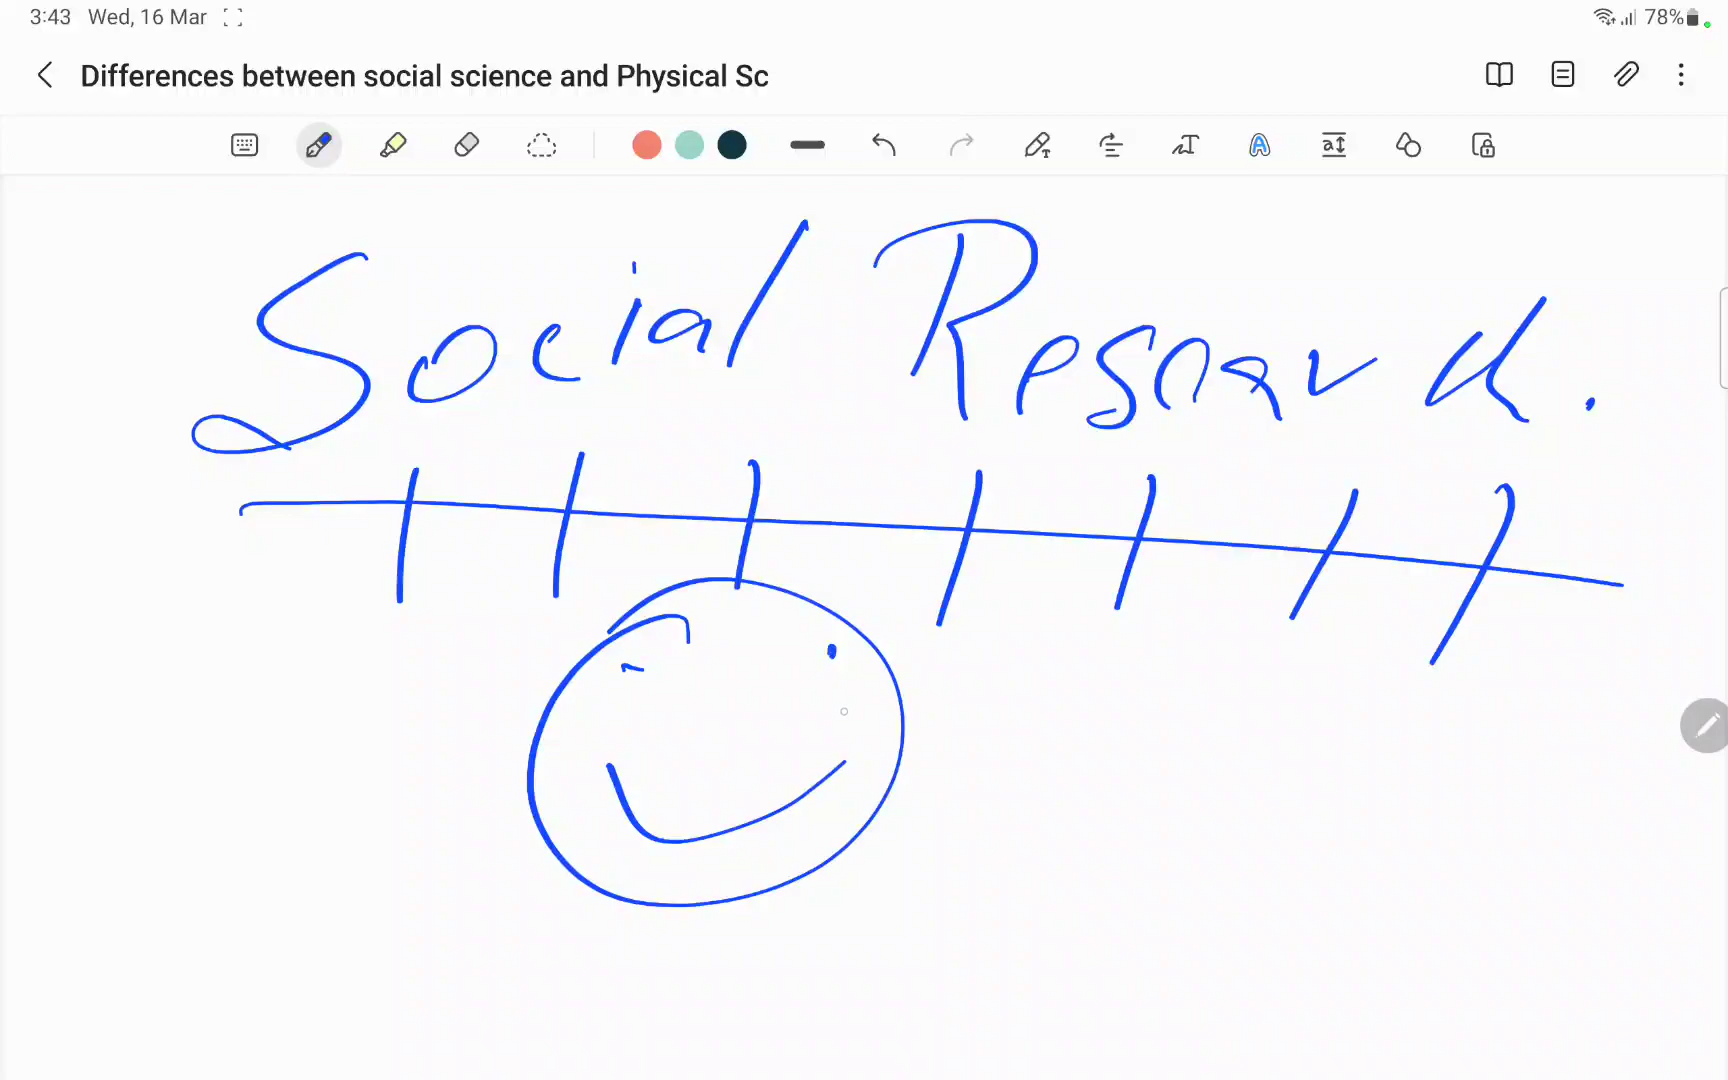 3:43 Wed, 16 Mar 78%
Differences between social science and Physical Sc
Social Research.